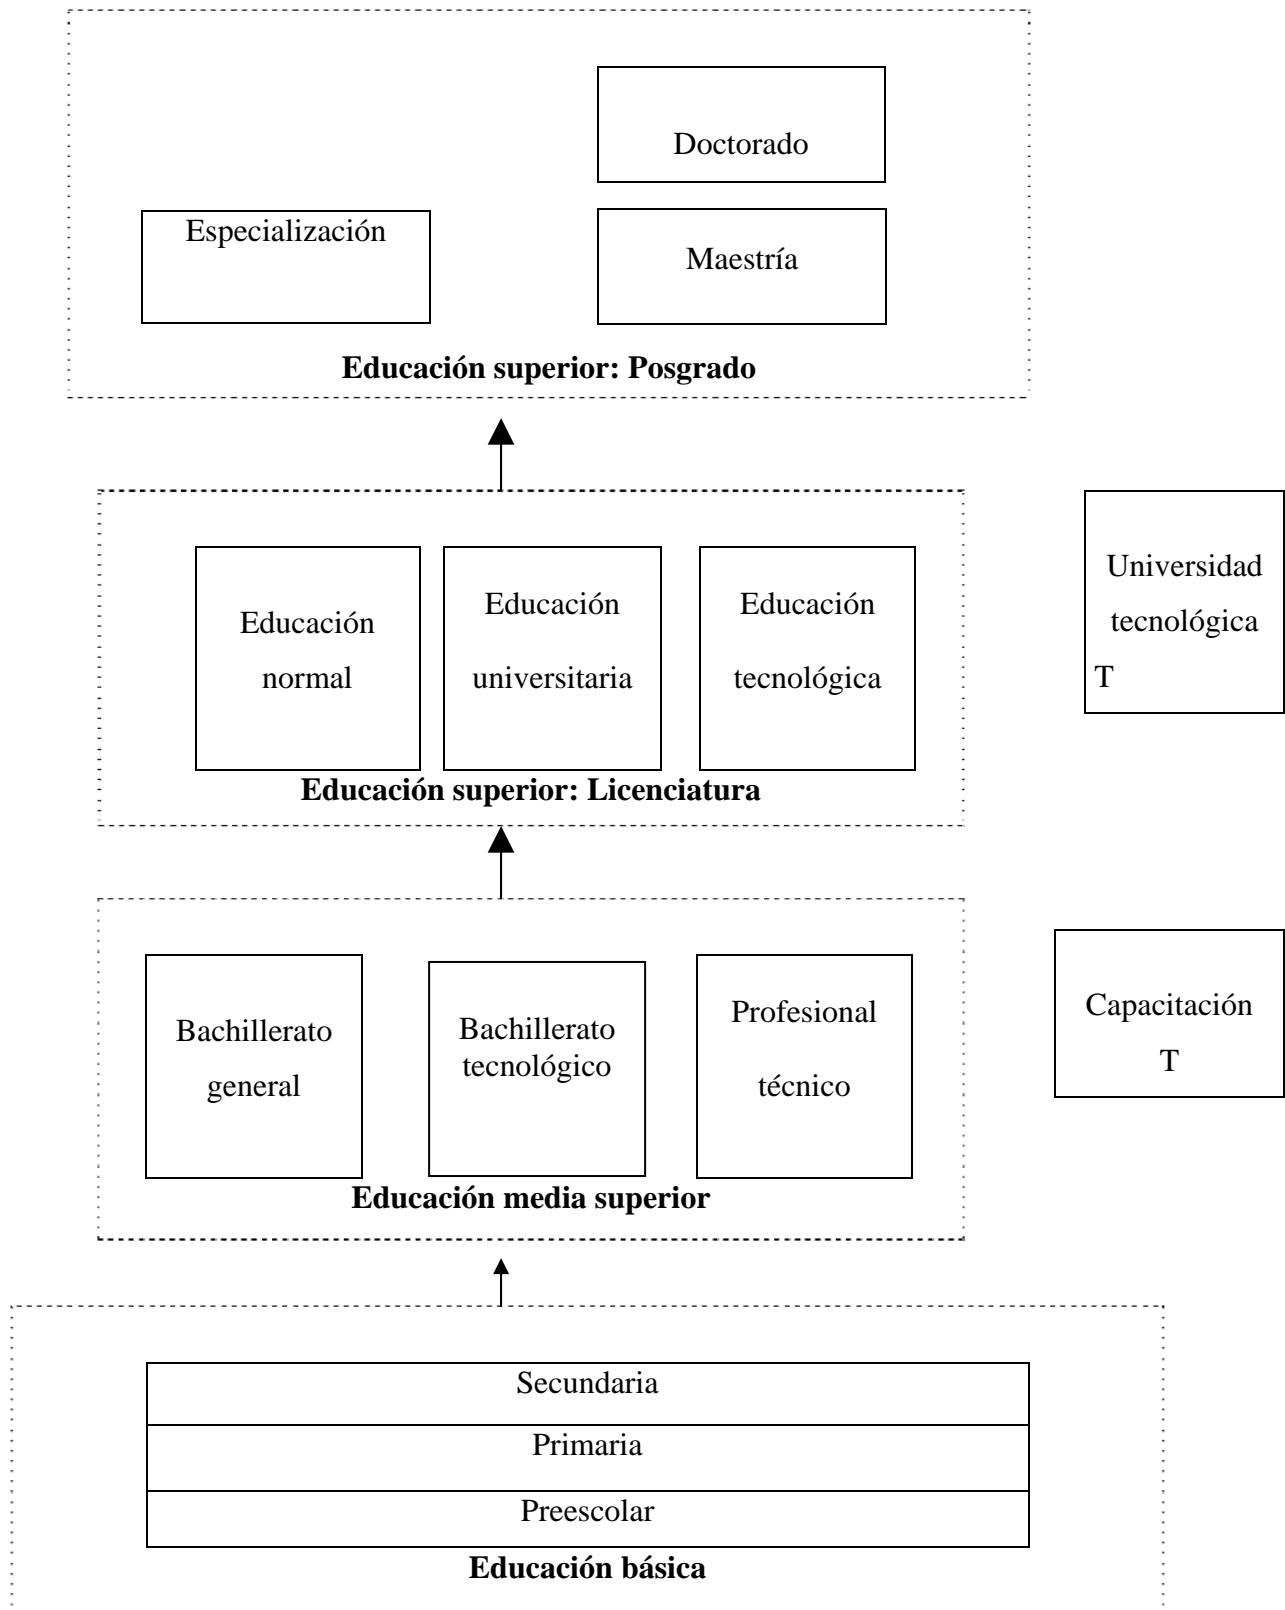 Doctorado
Especialización
Maestría
Educación superior: Posgrado
Educación
normal
Educación
universitaria
Educación
tecnológica
Educación superior: Licenciatura
Universidad
tecnológica
T
Bachillerato
general
Bachillerato
tecnológico
Profesional
técnico
Educación media superior
Capacitación
T
Secundaria
Primaria
Preescolar
Educación básica